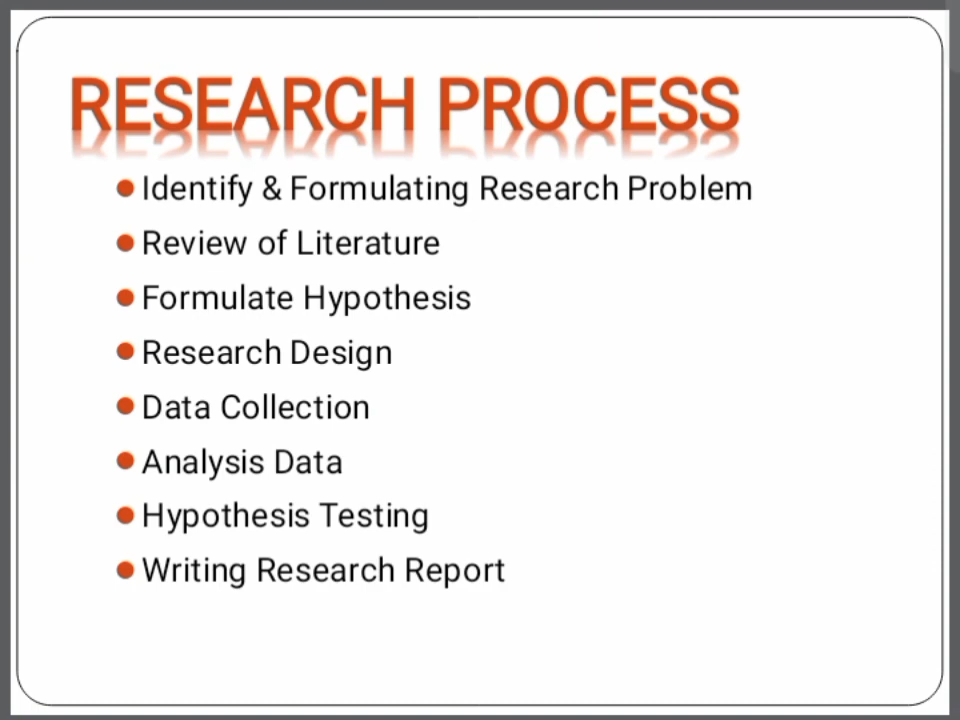 RESEARCH PROCESS
Identify & Formulating Research Problem
Review of Literature
Formulate Hypothesis
Research Design
Data Collection
Analysis Data
Hypothesis Testing
Writing Research Report